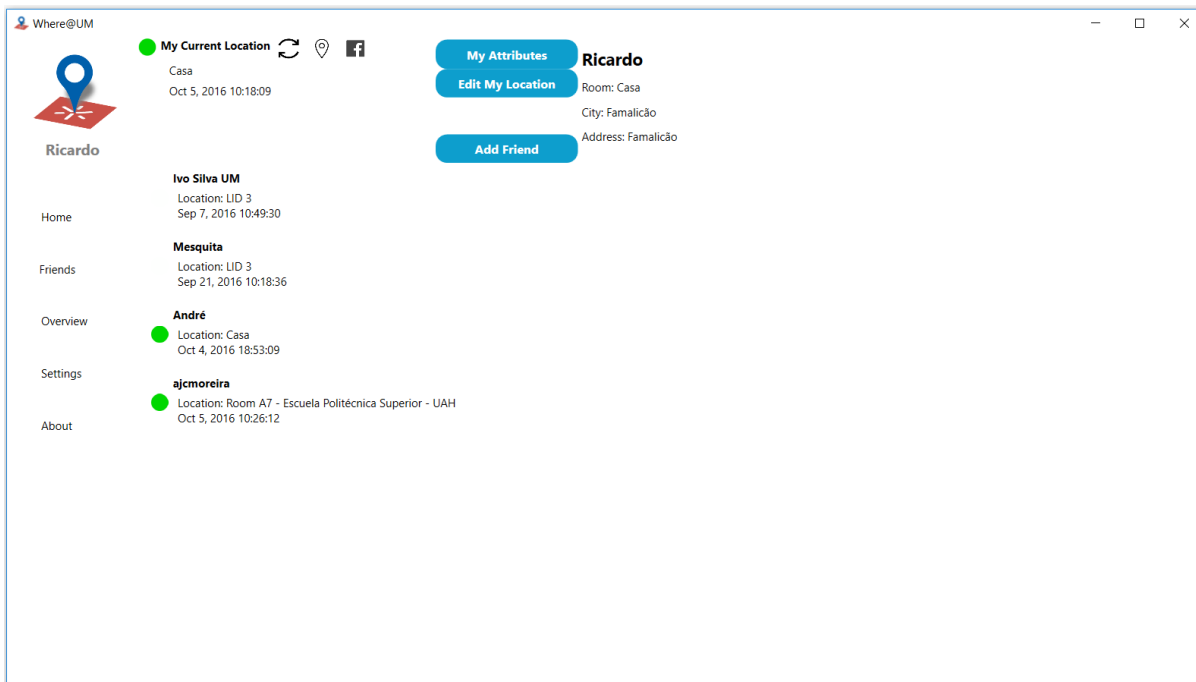 Where@UM
Ricardo
Home
Friends
Overview
Settings
About
My Current Location
Casa
Oct 5, 2016 10:18:09
My Attributes
Edit My Location
Add Friend
Ricardo
Room: Casa
City: Famalicão
Address: Famalicão
Ivo Silva UM
Location: LID 3
Sep 7, 2016 10:49:30
Mesquita
Location: LID 3
Sep 21, 2016 10:18:36
André
Location: Casa
Oct 4, 2016 18:53:09
ajcmoreira
Location: Room A7 - Escuela Politécnica Superior - UAH
Oct 5, 2016 10:26:12